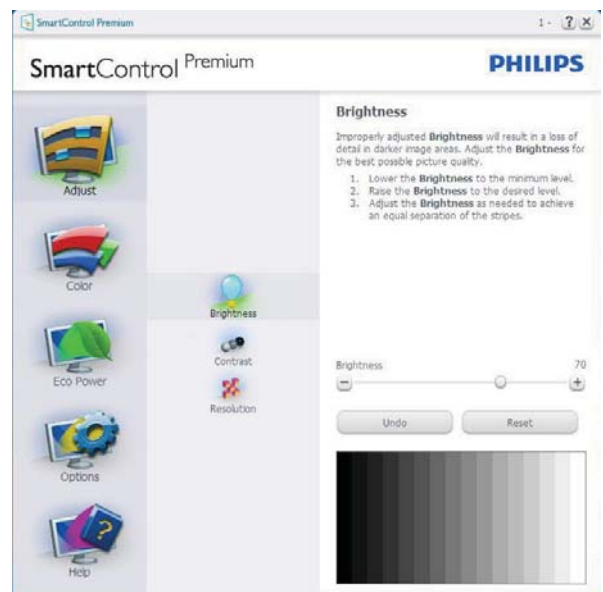 SmartControl Premium
1 - ? X
SmartControl Premium
PHILIPS
Adjust
Color
Eco Power
Options
Help
Brightness
Contrast
Resolution
Brightness
Improperly adjusted Brightness will result in a loss of
detail in darker image areas. Adjust the Brightness for
the best possible picture quality.
1. Lower the Brightness to the minimum level.
2. Raise the Brightness to the desired level.
3. Adjust the Brightness as needed to achieve
an equal separation of the stripes.
Brightness 70
Undo Reset